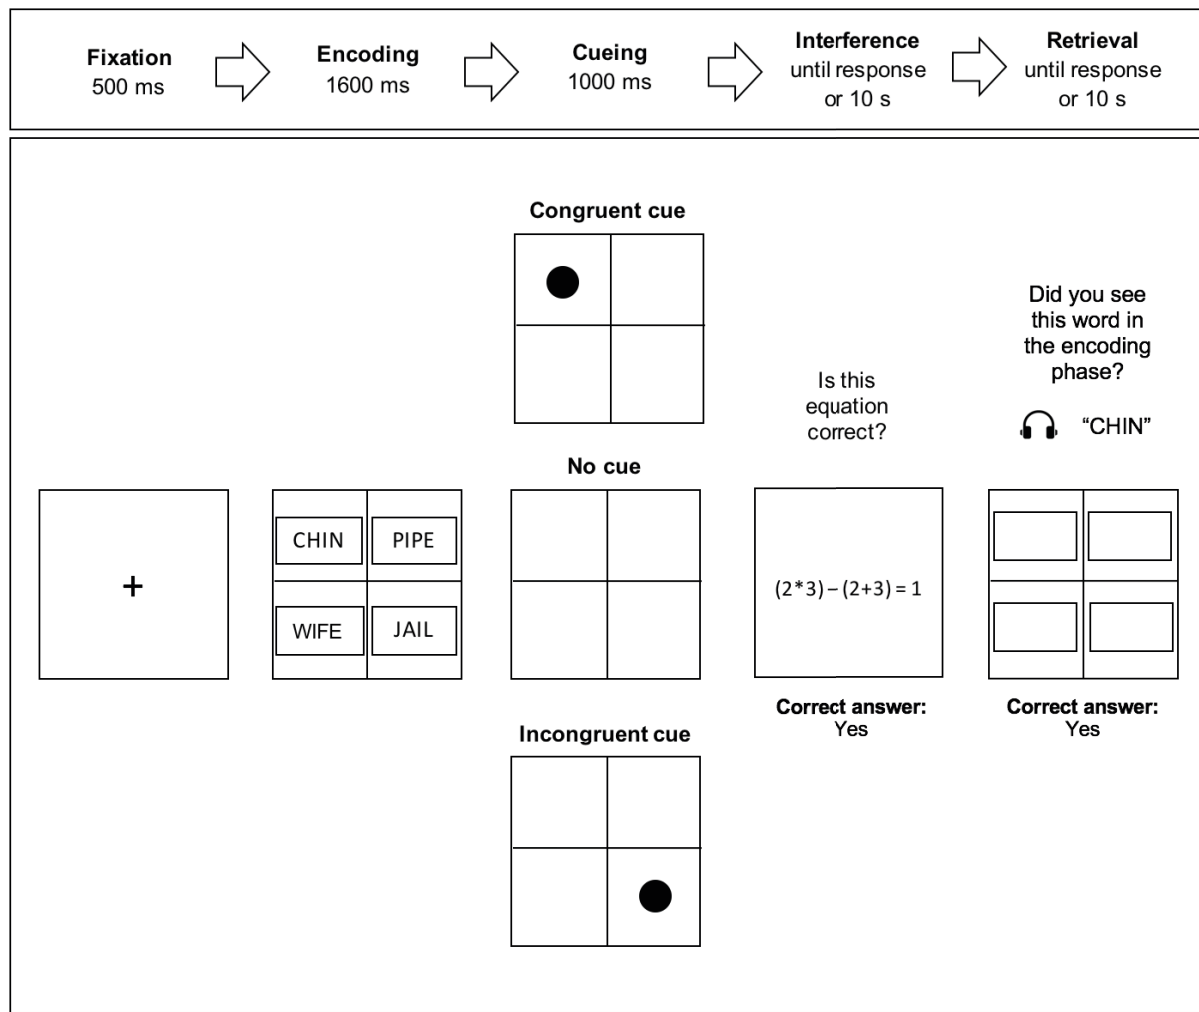 Fixation
500 ms
Encoding
1600 ms
Cueing
1000 ms
Interference
until response
or 10 s
Retrieval
until response
or 10 s
Congruent cue
No cue
Incongruent cue
+
CHIN
PIPE
WIFE
JAIL
Is this
equation
correct?
(2*3) – (2+3) = 1
Correct answer:
Yes
Did you see
this word in
the encoding
phase?
“CHIN”
Correct answer:
Yes